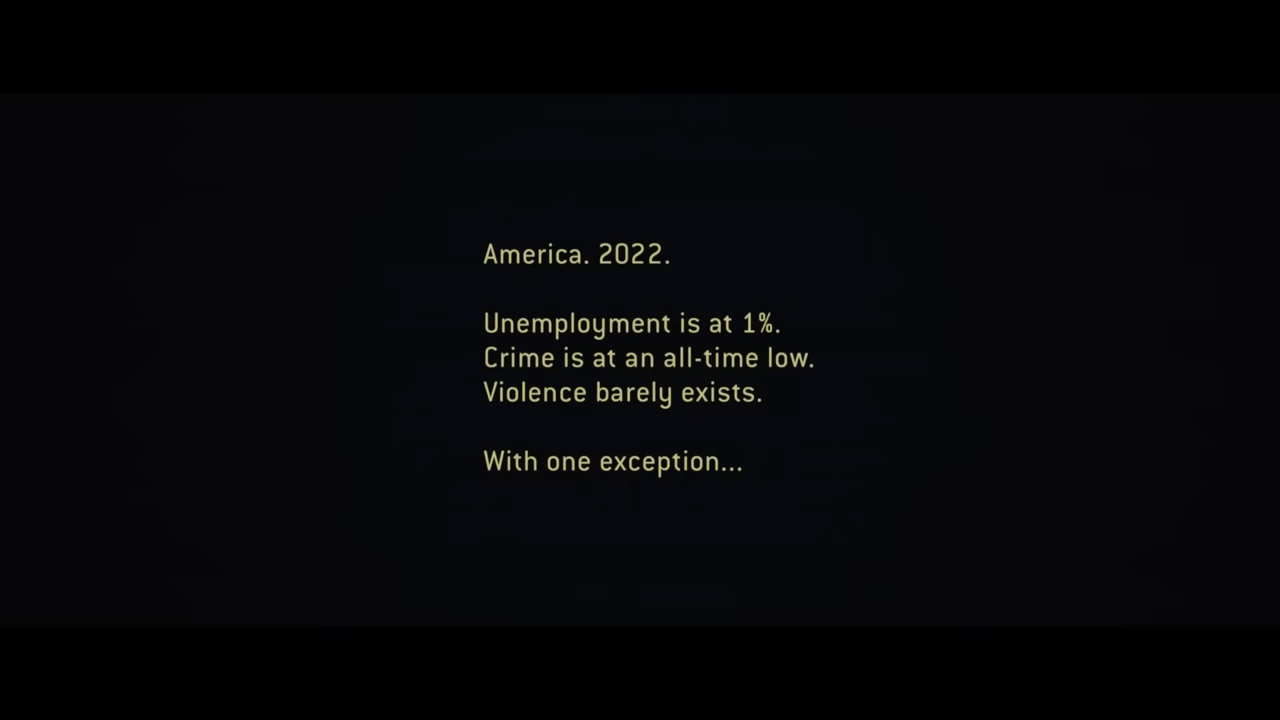 America. 2022.
Unemployment is at 1%.
Crime is at an all-time low.
Violence barely exists.
With one exception...